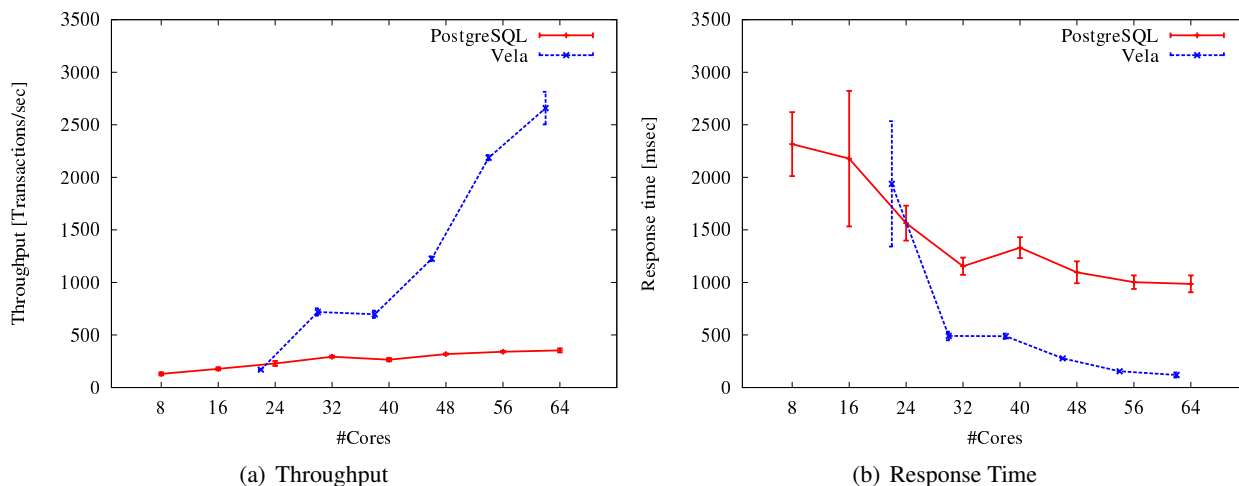 Throughput [Transactions/sec]
3500
3000
2500
2000
1500
1000
500
0
PostgreSQL
Vela
8 16 24 32 40 48 56 64
#Cores
(a) Throughput
Response time [msec]
3500
3000
2500
2000
1500
1000
500
0
PostgreSQL
Vela
8 16 24 32 40 48 56 64
#Cores
(b) Response Time